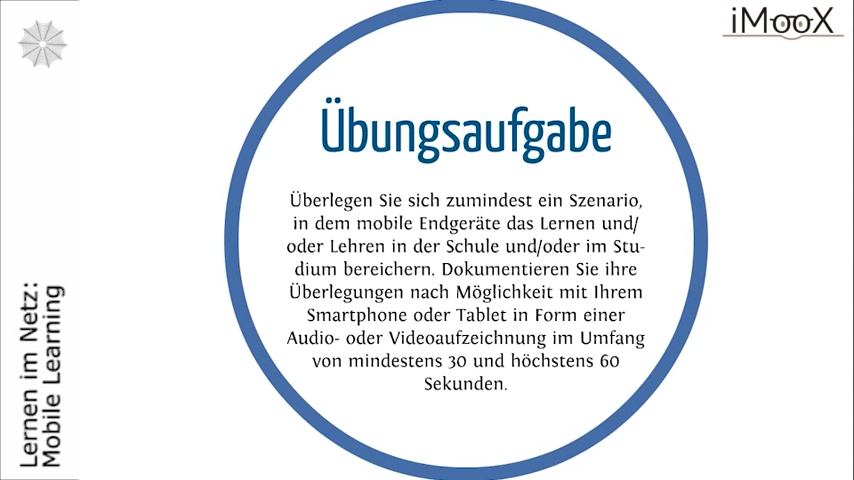 iMooX
Übungsaufgabe
Überlegen Sie sich zumindest ein Szenario,
in dem mobile Endgeräte das Lernen und/
oder Lehren in der Schule und/oder im Stu-
dium bereichern. Dokumentieren Sie ihre
Überlegungen nach Möglichkeit mit Ihrem
Smartphone oder Tablet in Form einer
Audio- oder Videoaufzeichnung im Umfang
von mindestens 30 und höchstens 60
Sekunden.
Lernen im Netz:
Mobile Learning